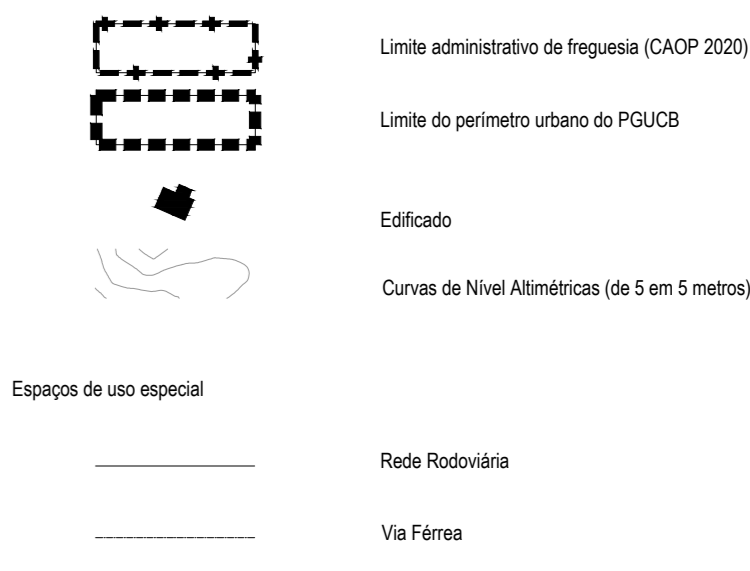 Limite administrativo de freguesia (CAOP 2020)
Limite do perímetro urbano do PGUCB
Edificado
Curvas de Nível Altimétricas (de 5 em 5 metros)
Espaços de uso especial
Rede Rodoviária
Via Férrea